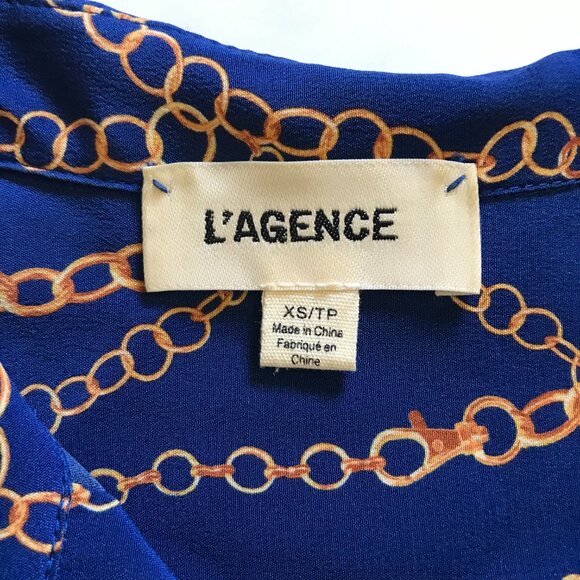 L'AGENCE
XS/TP
Made in China
Fabriqué en
Chine